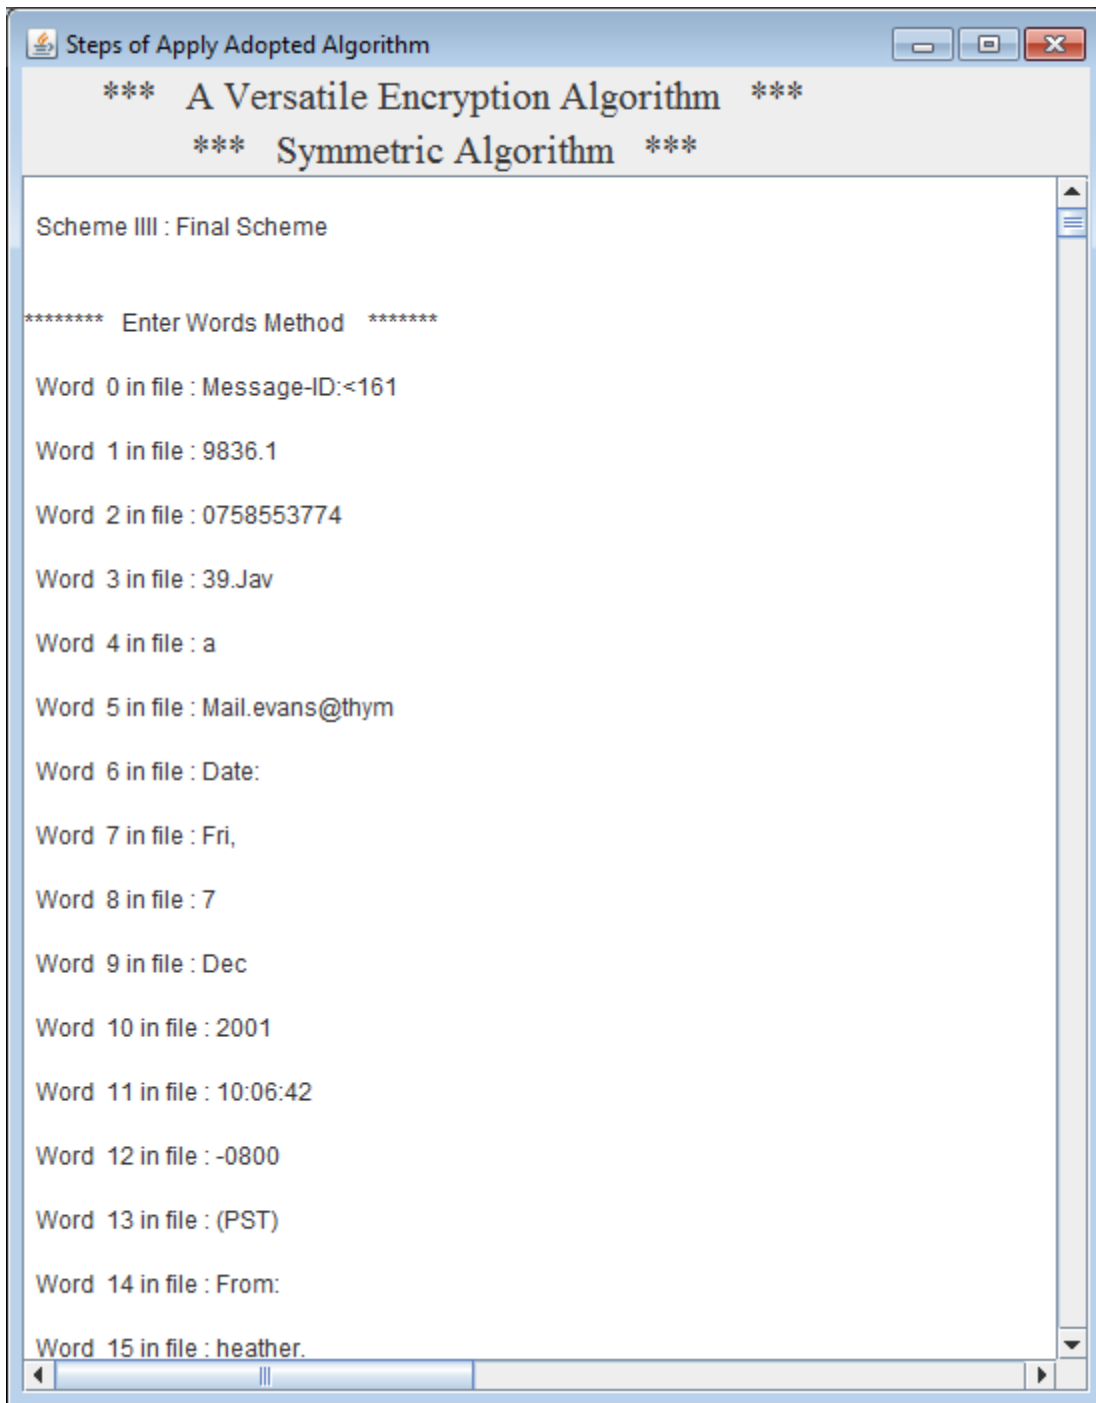 Steps of Apply Adopted Algorithm
*** A Versatile Encryption Algorithm ***
*** Symmetric Algorithm ***
Scheme IIII : Final Scheme
******** Enter Words Method *******
Word 0 in file : Message-ID:<161
Word 1 in file : 9836.1
Word 2 in file : 0758553774
Word 3 in file : 39.Jav
Word 4 in file : a
Word 5 in file : Mail.evans@thym
Word 6 in file : Date:
Word 7 in file : Fri,
Word 8 in file : 7
Word 9 in file : Dec
Word 10 in file : 2001
Word 11 in file : 10:06:42
Word 12 in file : -0800
Word 13 in file : (PST)
Word 14 in file : From:
Word 15 in file : heather.